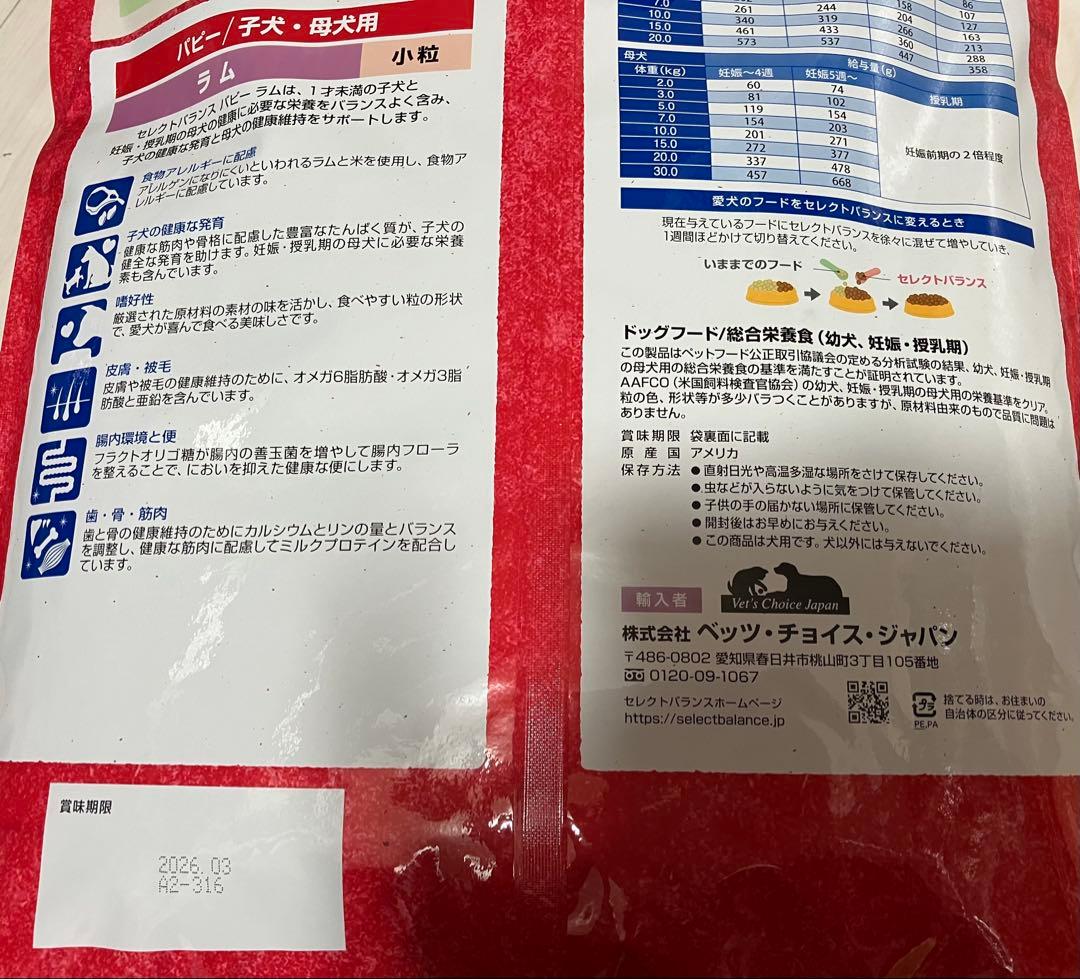 パピー/子犬・母犬用
ラム
小粒
セレクトバランス パピー ラムは、1才未満の子犬と
妊娠・授乳期の母犬の健康に必要な栄養をバランスよく含み、
子犬の健康な発育と母犬の健康維持をサポートします。
食物アレルギーに配慮
アレルゲンになりにくいといわれるラムと米を使用し、食物ア
レルギーに配慮しています。
子犬の健康な発育
健康な筋肉や骨格に配慮した豊富なたんぱく質が、子犬の
健全な発育を助けます。妊娠・授乳期の母犬に必要な栄養
素も含んでいます。
嗜好性
厳選された原材料の素材の味を活かし、食べやすい粒の形状
で、愛犬が喜んで食べる美味しさです。
皮膚・被毛
皮膚や被毛の健康維持のために、オメガ6脂肪酸・オメガ3脂
肪酸と亜鉛を含んでいます。
腸内環境と便
フラクトオリゴ糖が腸内の善玉菌を増やして腸内フローラ
を整えることで、においを抑えた健康な便にします。
歯・骨・筋肉
歯と骨の健康維持のためにカルシウムとリンの量とバランス
を調整し、健康な筋肉に配慮してミルクプロテインを配合し
ています。
賞味期限
2026.03
A2-316
7.0 261 244 158 86
10.0 340 319 204 107
15.0 461 433 266 127
20.0 573 537 360 163
447 213
288
358
母犬
体重(kg) 給与量(g)
妊娠〜4週 妊娠5週〜 授乳期
2.0 60 74
3.0 81 102
5.0 119 154
7.0 154 203
10.0 201 271
15.0 272 377
20.0 337 478
30.0 457 668
妊娠前期の2倍程度
愛犬のフードをセレクトバランスに変えるとき
現在与えているフードにセレクトバランスを徐々に混ぜて増やしていき、
1週間ほどかけて切り替えてください。
いままでのフード
セレクトバランス
ドッグフード/総合栄養食(幼犬、妊娠・授乳期)
この製品はペットフード公正取引協議会の定める分析試験の結果、幼犬、妊娠・授乳期
の母犬用の総合栄養食の基準を満たすことが証明されています。
AAFCO(米国飼料検査官協会)の幼犬、妊娠・授乳期の母犬用の栄養基準をクリア。
粒の色、形状等が多少バラつくことがありますが、原材料由来のもので品質に問題は
ありません。
賞味期限 袋裏面に記載
原産国 アメリカ
保存方法 ●直射日光や高温多湿な場所をさけて保存してください。
●虫などが入らないように気をつけて保管してください。
●子供の手の届かない場所に保管してください。
●開封後はお早めにお与えください。
●この商品は犬用です。犬以外には与えないでください。
輸入者
Vet's Choice Japan
株式会社 ベッツ・チョイス・ジャパン
〒486-0802 愛知県春日井市桃山町3丁目105番地
0120-09-1067
セレクトバランスホームページ
https://selectbalance.jp
プラ
PE,PA
捨てる時は、お住まいの
自治体の区分に従ってください。